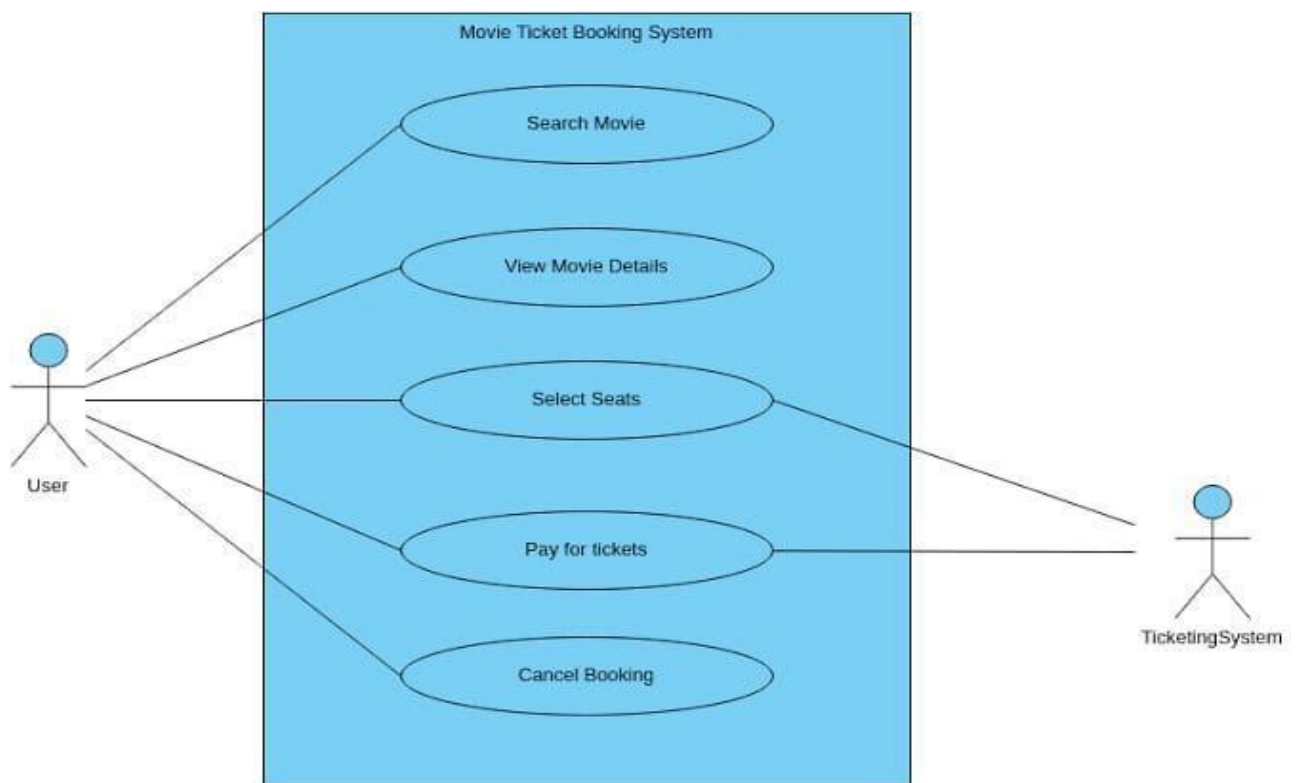 Movie Ticket Booking System
Search Movie
View Movie Details
Select Seats
User
Pay for tickets
TicketingSystem
Cancel Booking